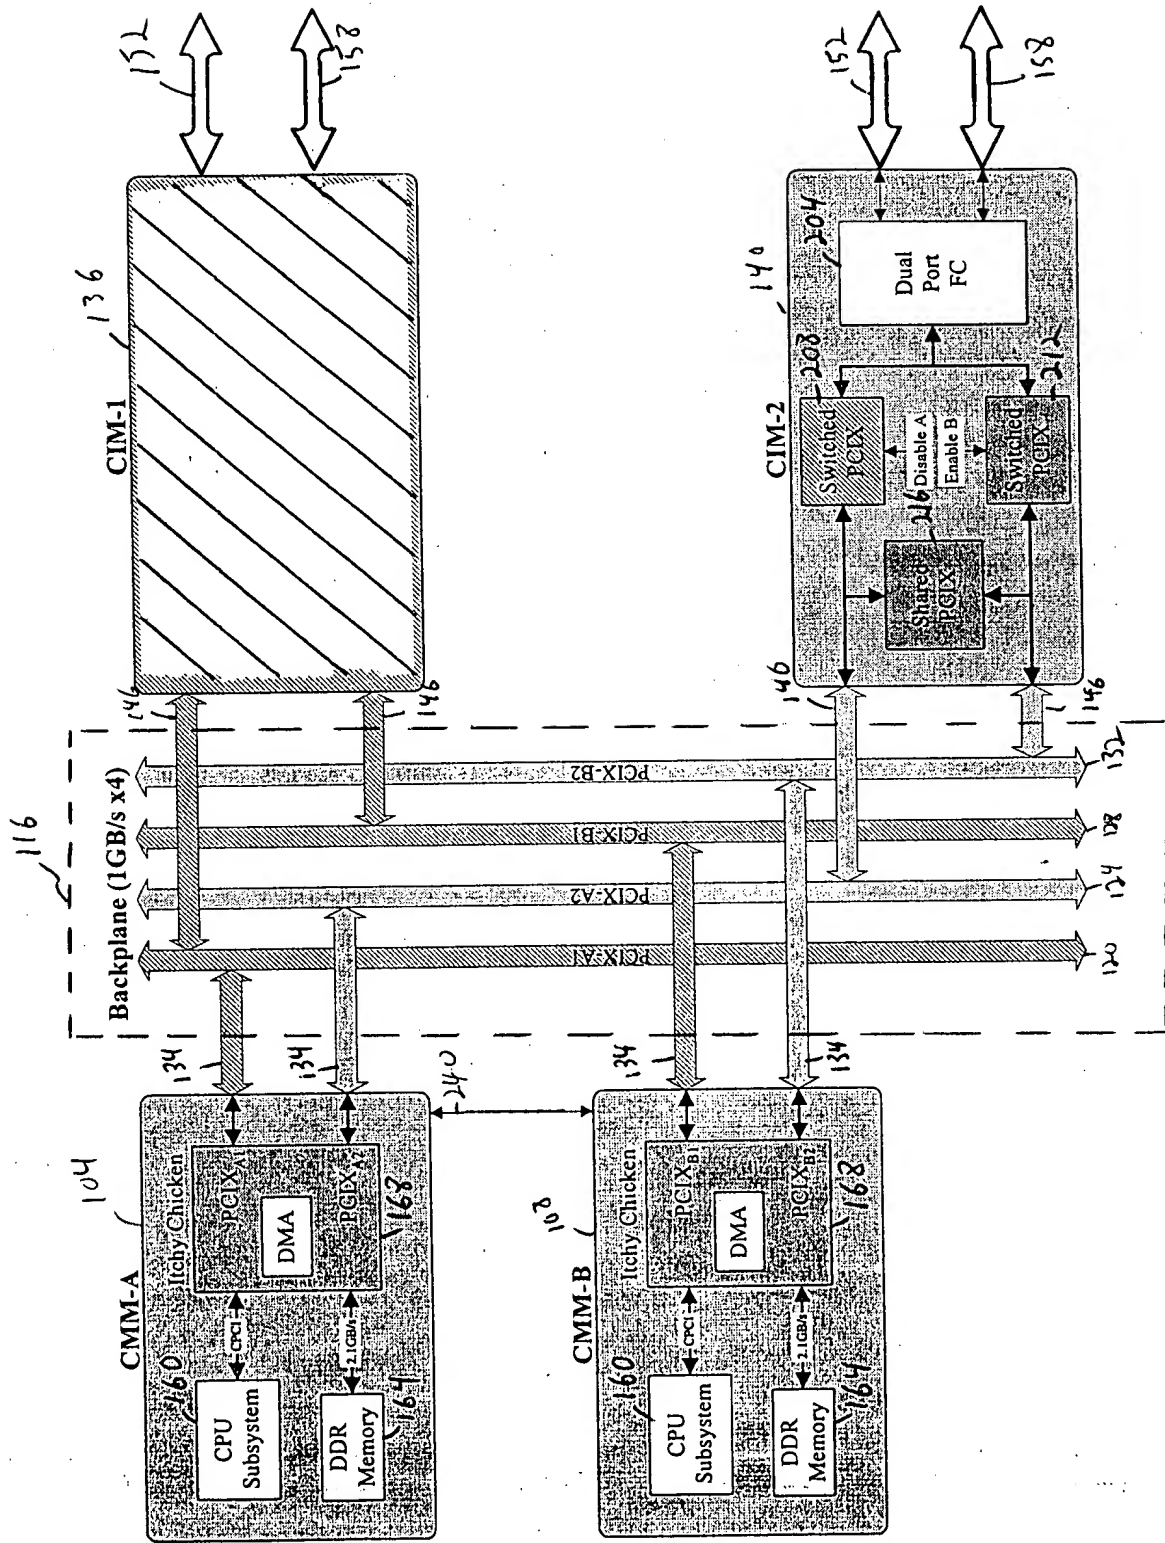 116
Backplane (1GB/s x4)
104
CMM-A
160
CPU
Subsystem
CPCI
Itchy Chicken
PCIX A1
DMA
PCIX A2
168
DDR
Memory
164
2.1GB/s
134
134
240
108
CMM-B
160
CPU
Subsystem
CPCI
Itchy Chicken
PCIX B1
DMA
PCIX B2
168
DDR
Memory
164
2.1GB/s
134
134
PCIX-A1
PCIX-A2
PCIX-B1
PCIX-B2
120
124
128
132
136
CIM-1
146
146
152
158
140
CIM-2
146
146
Shared
PCIX
216
Switched
PCIX
208
Disable A
Enable B
Switched
PCIX
212
Dual
Port
FC
204
152
158